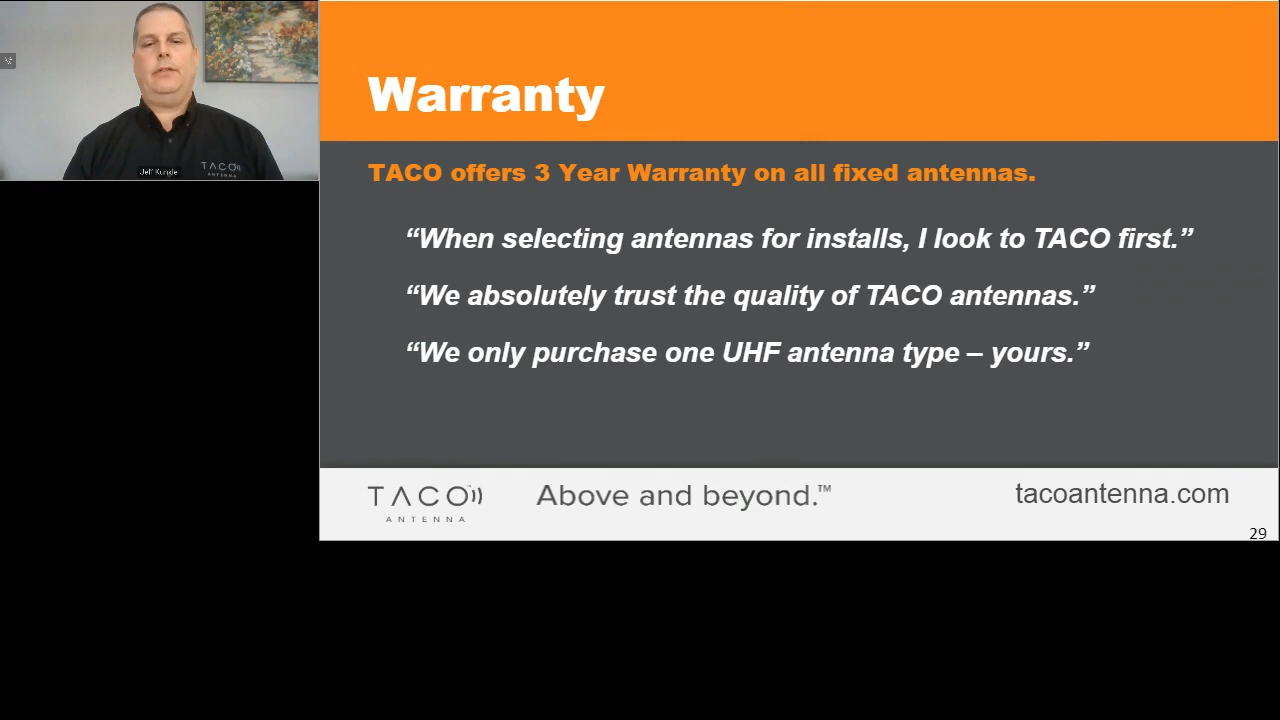 Warranty
TACO offers 3 Year Warranty on all fixed antennas.
“When selecting antennas for installs, I look to TACO first.”
“We absolutely trust the quality of TACO antennas.”
“We only purchase one UHF antenna type – yours.”
TACO
ANTENNA
Jeff Kunde
TACO™
ANTENNA
Above and beyond.™
tacoantenna.com
29